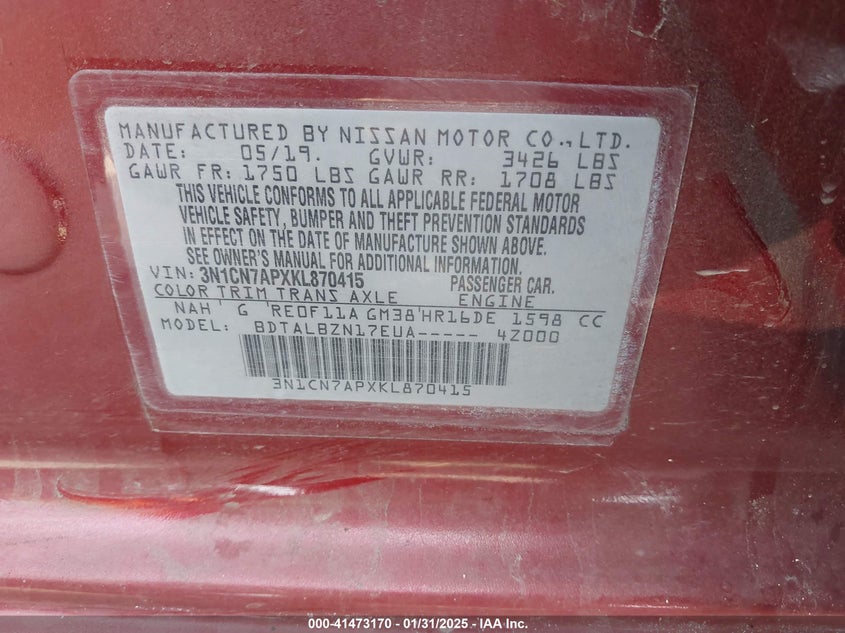 MANUFACTURED BY NISSAN MOTOR CO.,LTD.
DATE: 05/19. GVWR: 3426 LBS
GAWR FR: 1750 LBS GAWR RR: 1708 LBS
THIS VEHICLE CONFORMS TO ALL APPLICABLE FEDERAL MOTOR
VEHICLE SAFETY, BUMPER AND THEFT PREVENTION STANDARDS
IN EFFECT ON THE DATE OF MANUFACTURE SHOWN ABOVE.
SEE OWNER'S MANUAL FOR ADDITIONAL INFORMATION.
VIN: 3N1CN7APXKL870415 PASSENGER CAR.
COLOR TRIM TRANS AXLE ENGINE
NAH ' G 'RE0F11A GM38'HR16DE 1598 CC
MODEL: BDTALBZN17EUA----- 4Z000
3N1CN7APXKL870415
000-41473170 - 01/31/2025 - IAA Inc.